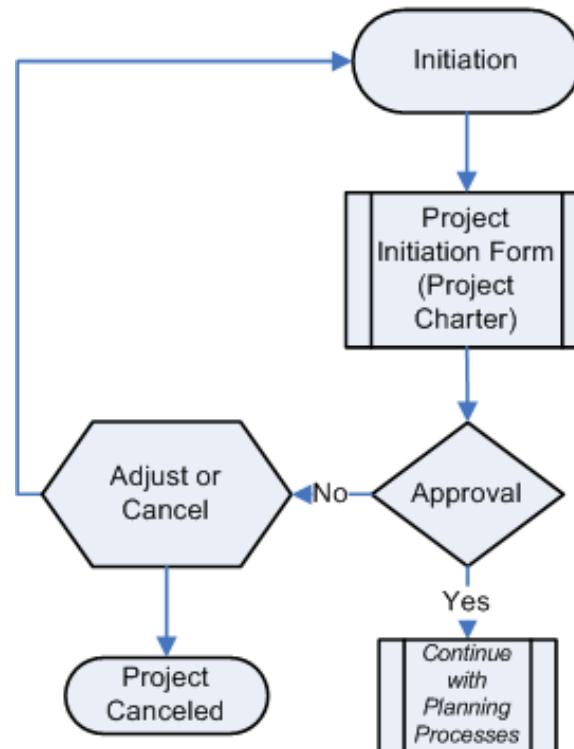 Initiation
Project
Initiation Form
(Project
Charter)
Adjust or
Cancel
No
Approval
Yes
Project
Canceled
Continue
with
Planning
Processes